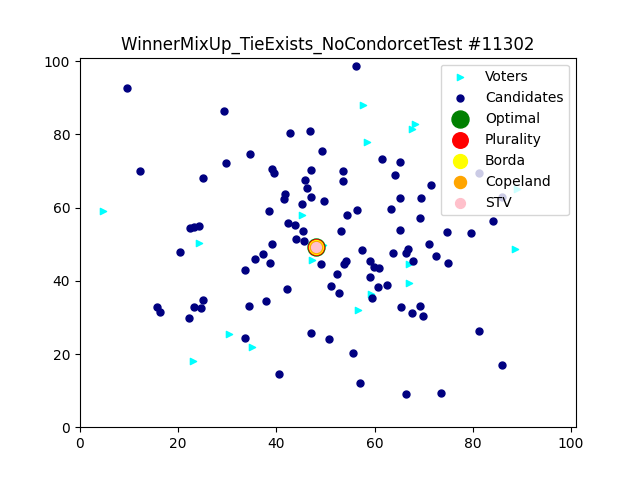 WinnerMixUp_TieExists_NoCondorcetTest #11302
Voters
Candidates
Optimal
Plurality
Borda
Copeland
STV
100
80
60
40
20
0
0 20 40 60 80 100